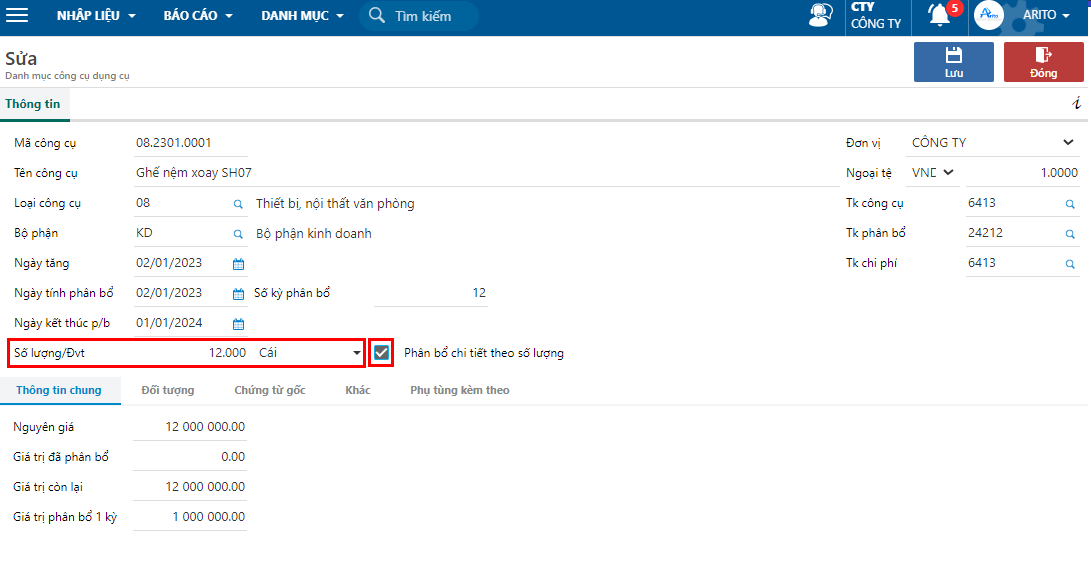 NHẬP LIỆU BÁO CÁO DANH MỤC Tìm kiếm CTY CÔNG TY 5 Arito ARITO
Sửa
Danh mục công cụ dụng cụ
Lưu Đóng
Thông tin i
Mã công cụ 08.2301.0001 Đơn vị CÔNG TY
Tên công cụ Ghế nệm xoay SH07 Ngoại tệ VND 1.0000
Loại công cụ 08 Thiết bị, nội thất văn phòng Tk công cụ 6413
Bộ phận KD Bộ phận kinh doanh Tk phân bổ 24212
Ngày tăng 02/01/2023 Tk chi phí 6413
Ngày tính phân bổ 02/01/2023 Số kỳ phân bổ 12
Ngày kết thúc p/b 01/01/2024
Số lượng/Đvt 12.000 Cái Phân bổ chi tiết theo số lượng
Thông tin chung Đối tượng Chứng từ gốc Khác Phụ tùng kèm theo
Nguyên giá 12 000 000.00
Giá trị đã phân bổ 0.00
Giá trị còn lại 12 000 000.00
Giá trị phân bổ 1 kỳ 1 000 000.00